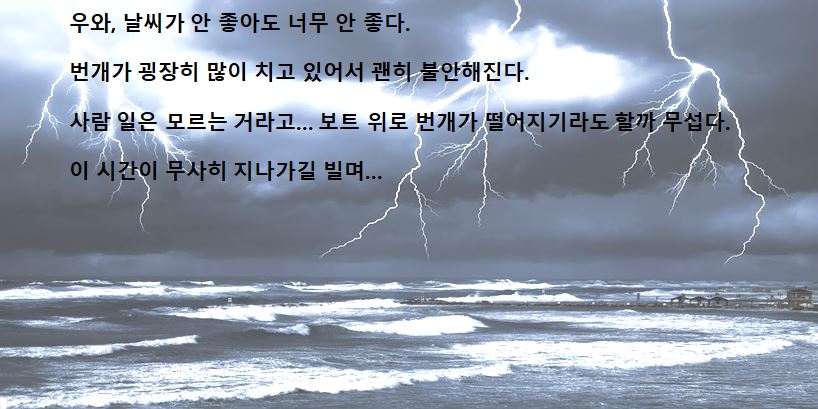 우와, 날씨가 안 좋아도 너무 안 좋다.
번개가 굉장히 많이 치고 있어서 괜히 불안해진다.
사람 일은 모르는 거라고... 보트 위로 번개가 떨어지기라도 할까 무섭다.
이 시간이 무사히 지나가길 빌며...